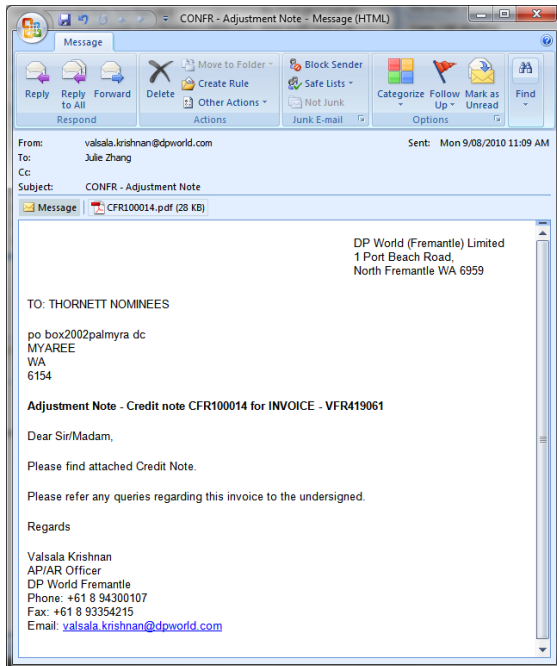 CONFR - Adjustment Note - Message (HTML)
Message
Reply
Reply to All
Forward
Respond
Delete
Move to Folder
Create Rule
Other Actions
Actions
Block Sender
Safe Lists
Not Junk
Junk E-mail
Categorize
Follow Up
Mark as Unread
Options
Find
From: valsala.krishnan@dpworld.com Sent: Mon 9/08/2010 11:09 AM
To: Julie Zhang
Cc:
Subject: CONFR - Adjustment Note
Message CFR100014.pdf (28 KB)
DP World (Fremantle) Limited
1 Port Beach Road,
North Fremantle WA 6959
TO: THORNETT NOMINEES
po box2002palmyra dc
MYAREE
WA
6154
Adjustment Note - Credit note CFR100014 for INVOICE - VFR419061
Dear Sir/Madam,
Please find attached Credit Note.
Please refer any queries regarding this invoice to the undersigned.
Regards
Valsala Krishnan
AP/AR Officer
DP World Fremantle
Phone: +61 8 94300107
Fax: +61 8 93354215
Email: valsala.krishnan@dpworld.com